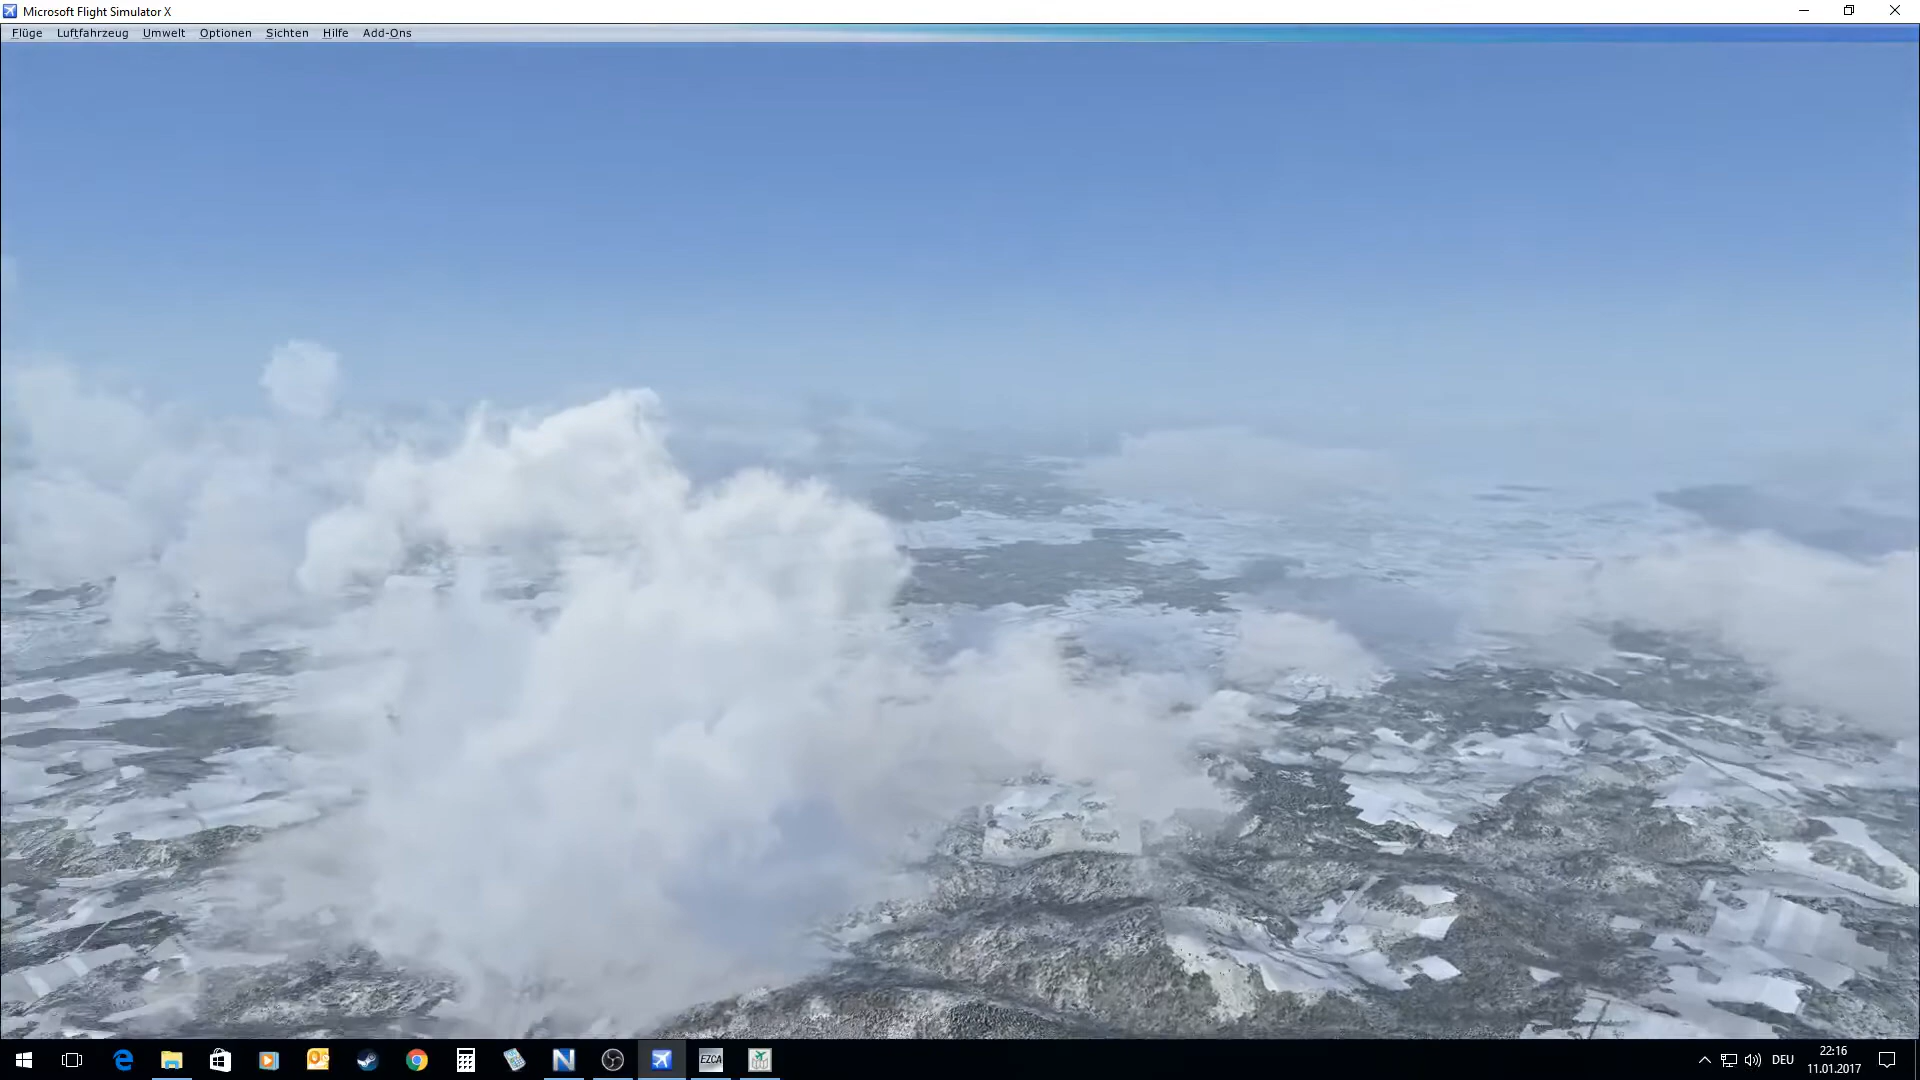 Microsoft Flight Simulator X
Flüge Luftfahrzeug Umwelt Optionen Sichten Hilfe Add-Ons
EZCA
DEU
22:16
11.01.2017